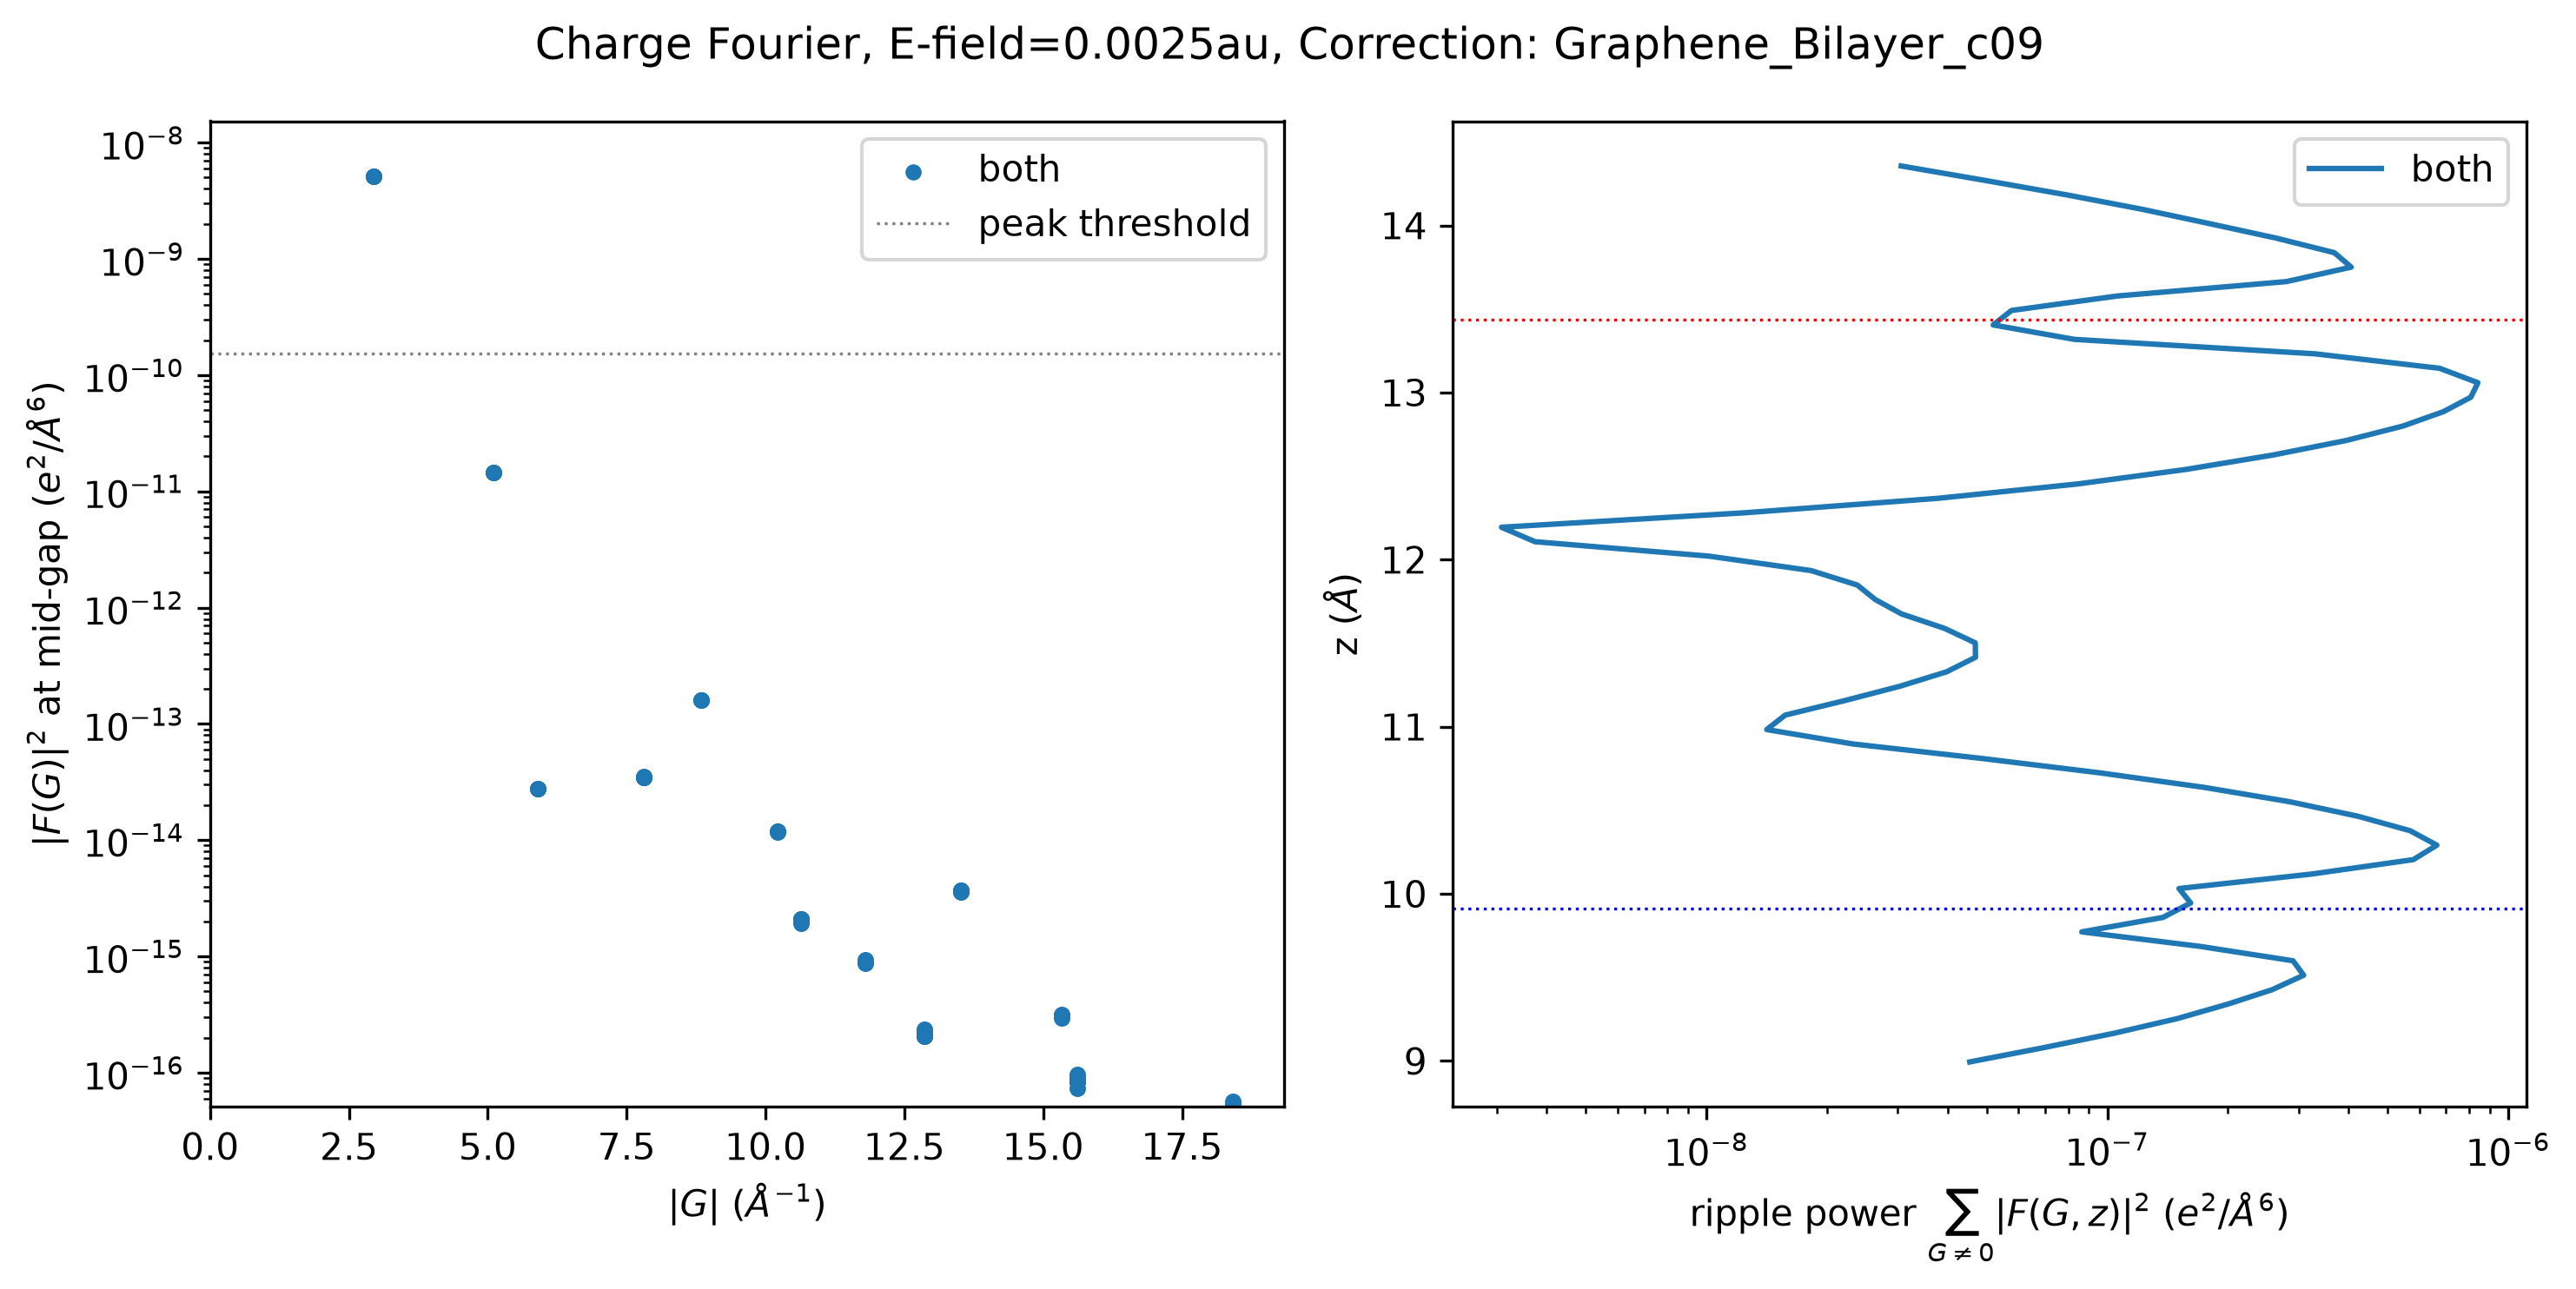 Charge Fourier, E-field=0.0025au, Correction: Graphene_Bilayer_c09
|F(G)|² at mid-gap (e²/Å⁶)
10⁻⁸
10⁻⁹
10⁻¹⁰
10⁻¹¹
10⁻¹²
10⁻¹³
10⁻¹⁴
10⁻¹⁵
10⁻¹⁶
both
peak threshold
0.0 2.5 5.0 7.5 10.0 12.5 15.0 17.5
|G| (Å⁻¹)
z (Å)
14
13
12
11
10
9
both
10⁻⁸ 10⁻⁷ 10⁻⁶
ripple power ∑ |F(G, z)|² (e²/Å⁶)
G ≠ 0